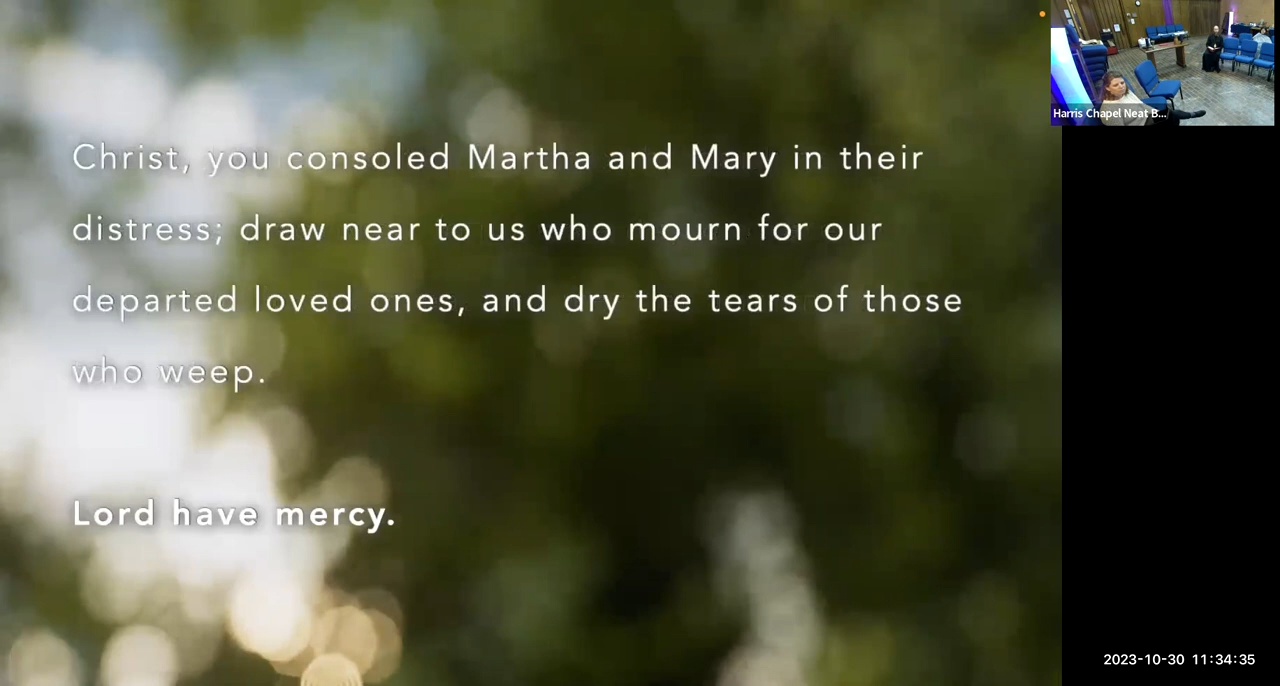 Christ, you consoled Martha and Mary in their
distress; draw near to us who mourn for our
departed loved ones, and dry the tears of those
who weep.
Lord have mercy.
Harris Chapel Neat B...
2023-10-30 11:34:35